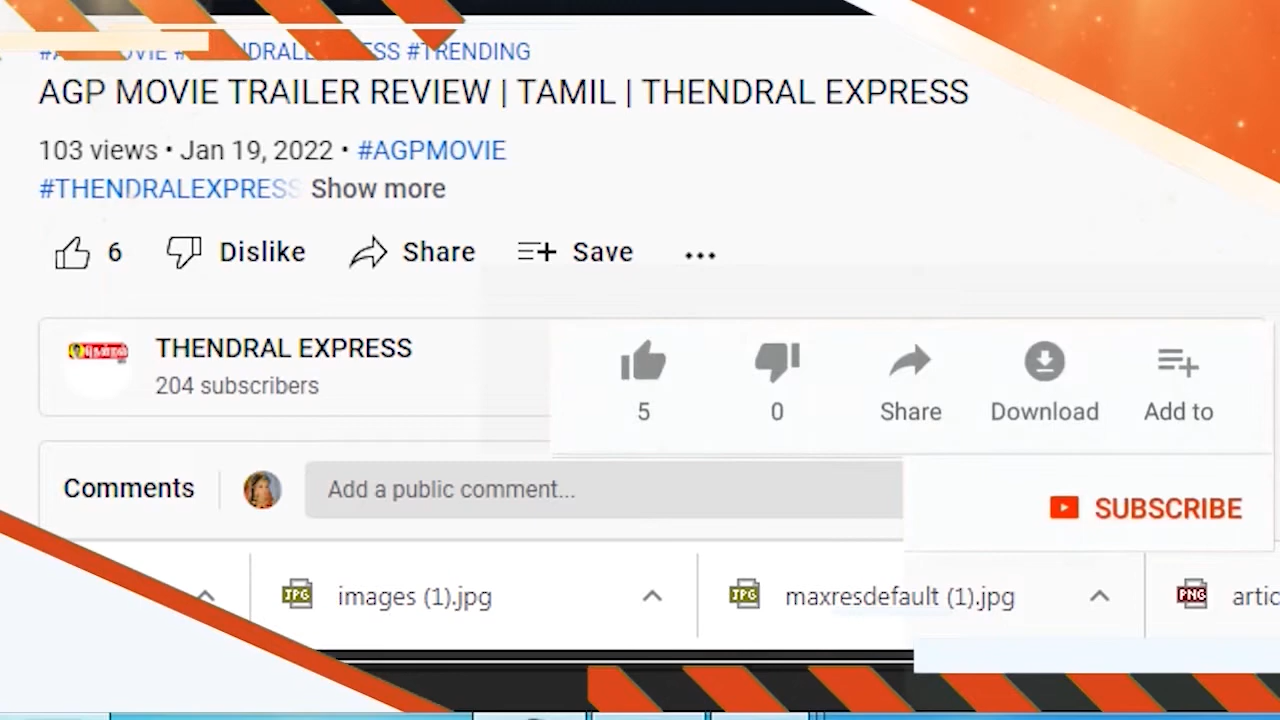 #TRENDING
AGP MOVIE TRAILER REVIEW | TAMIL | THENDRAL EXPRESS
103 views • Jan 19, 2022 • #AGPMOVIE
#THENDRALEXPRESS Show more
6 Dislike Share Save ...
தென்றல்
THENDRAL EXPRESS
204 subscribers
5 0 Share Download Add to
Comments Add a public comment...
SUBSCRIBE
JPG images (1).jpg JPG maxresdefault (1).jpg PNG